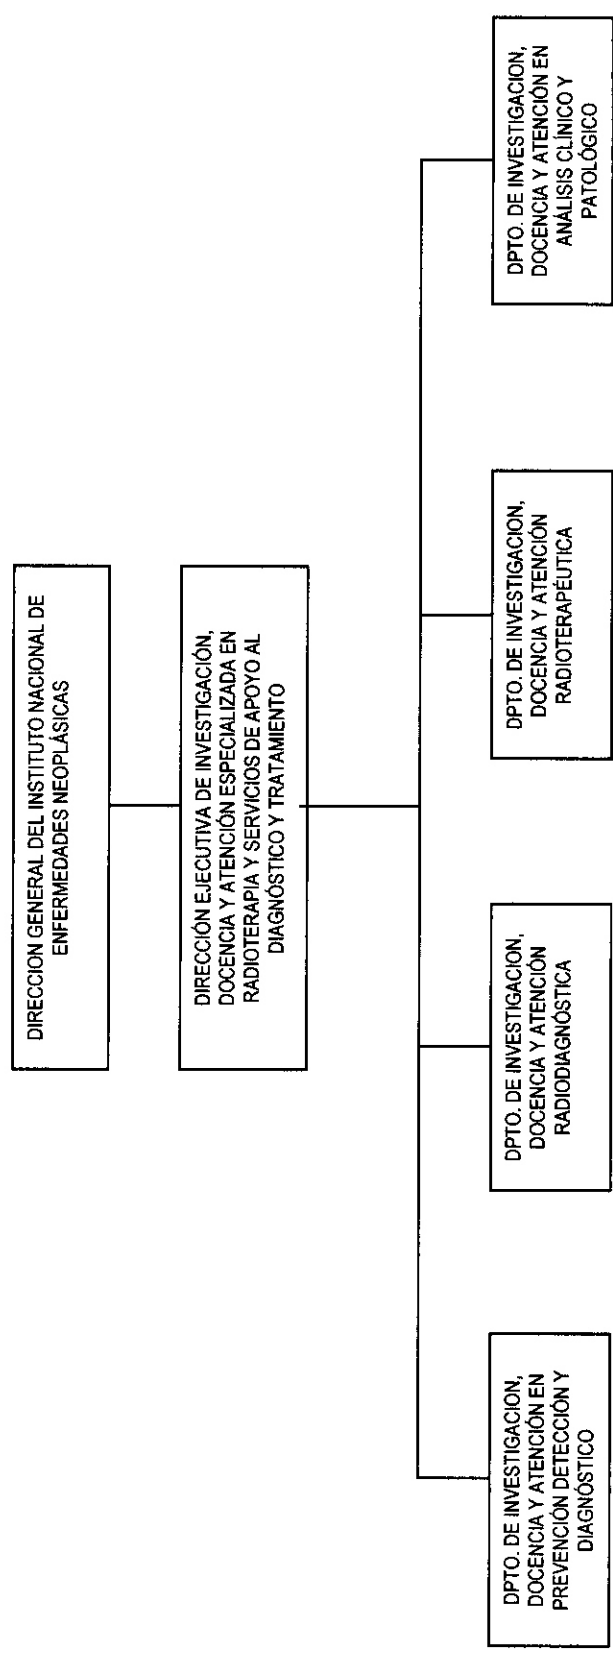 DIRECCION GENERAL DEL INSTITUTO NACIONAL DE
ENFERMEDADES NEOPLÁSICAS
DIRECCIÓN EJECUTIVA DE INVESTIGACIÓN,
DOCENCIA Y ATENCIÓN ESPECIALIZADA EN
RADIOTERAPIA Y SERVICIOS DE APOYO AL
DIAGNÓSTICO Y TRATAMIENTO
DPTO. DE INVESTIGACION,
DOCENCIA Y ATENCIÓN EN
PREVENCIÓN DETECCIÓN Y
DIAGNÓSTICO
DPTO. DE INVESTIGACION,
DOCENCIA Y ATENCIÓN
RADIODIAGNÓSTICA
DPTO. DE INVESTIGACION,
DOCENCIA Y ATENCIÓN
RADIOTERAPÉUTICA
DPTO. DE INVESTIGACION,
DOCENCIA Y ATENCIÓN EN
ANÁLISIS CLÍNICO Y
PATOLÓGICO